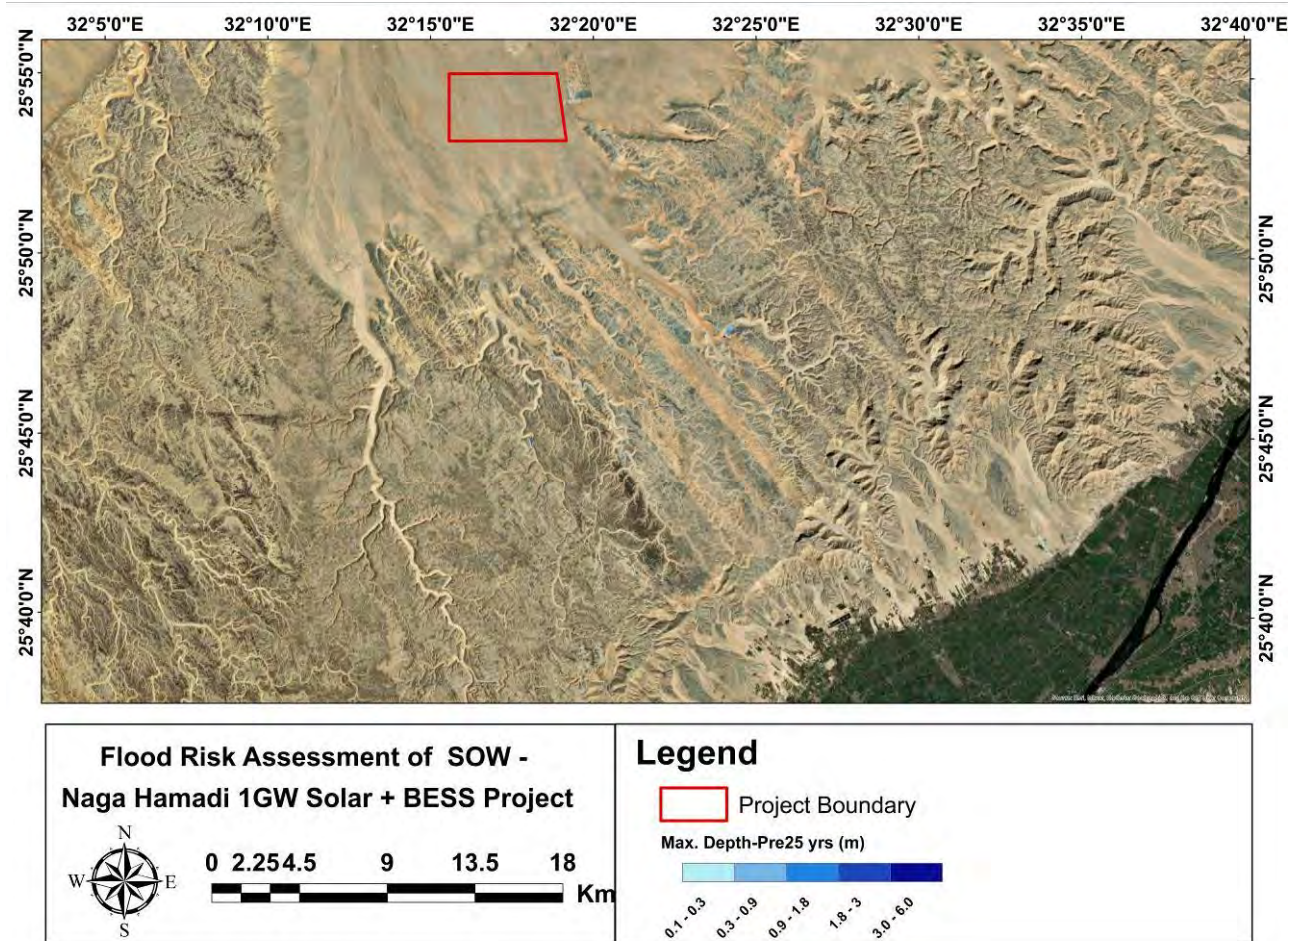 32°5'0"E 32°10'0"E 32°15'0"E 32°20'0"E 32°25'0"E 32°30'0"E 32°35'0"E 32°40'0"E
25°55'0"N
25°50'0"N 25°50'0"N
25°45'0"N 25°45'0"N
25°40'0"N 25°40'0"N
Flood Risk Assessment of SOW -
Naga Hamadi 1GW Solar + BESS Project
N
W E
S
0 2.25 4.5 9 13.5 18
Km
Legend
Project Boundary
Max. Depth-Pre25 yrs (m)
0.1 - 0.3 0.3 - 0.9 0.9 - 1.8 1.8 - 3 3.0 - 6.0